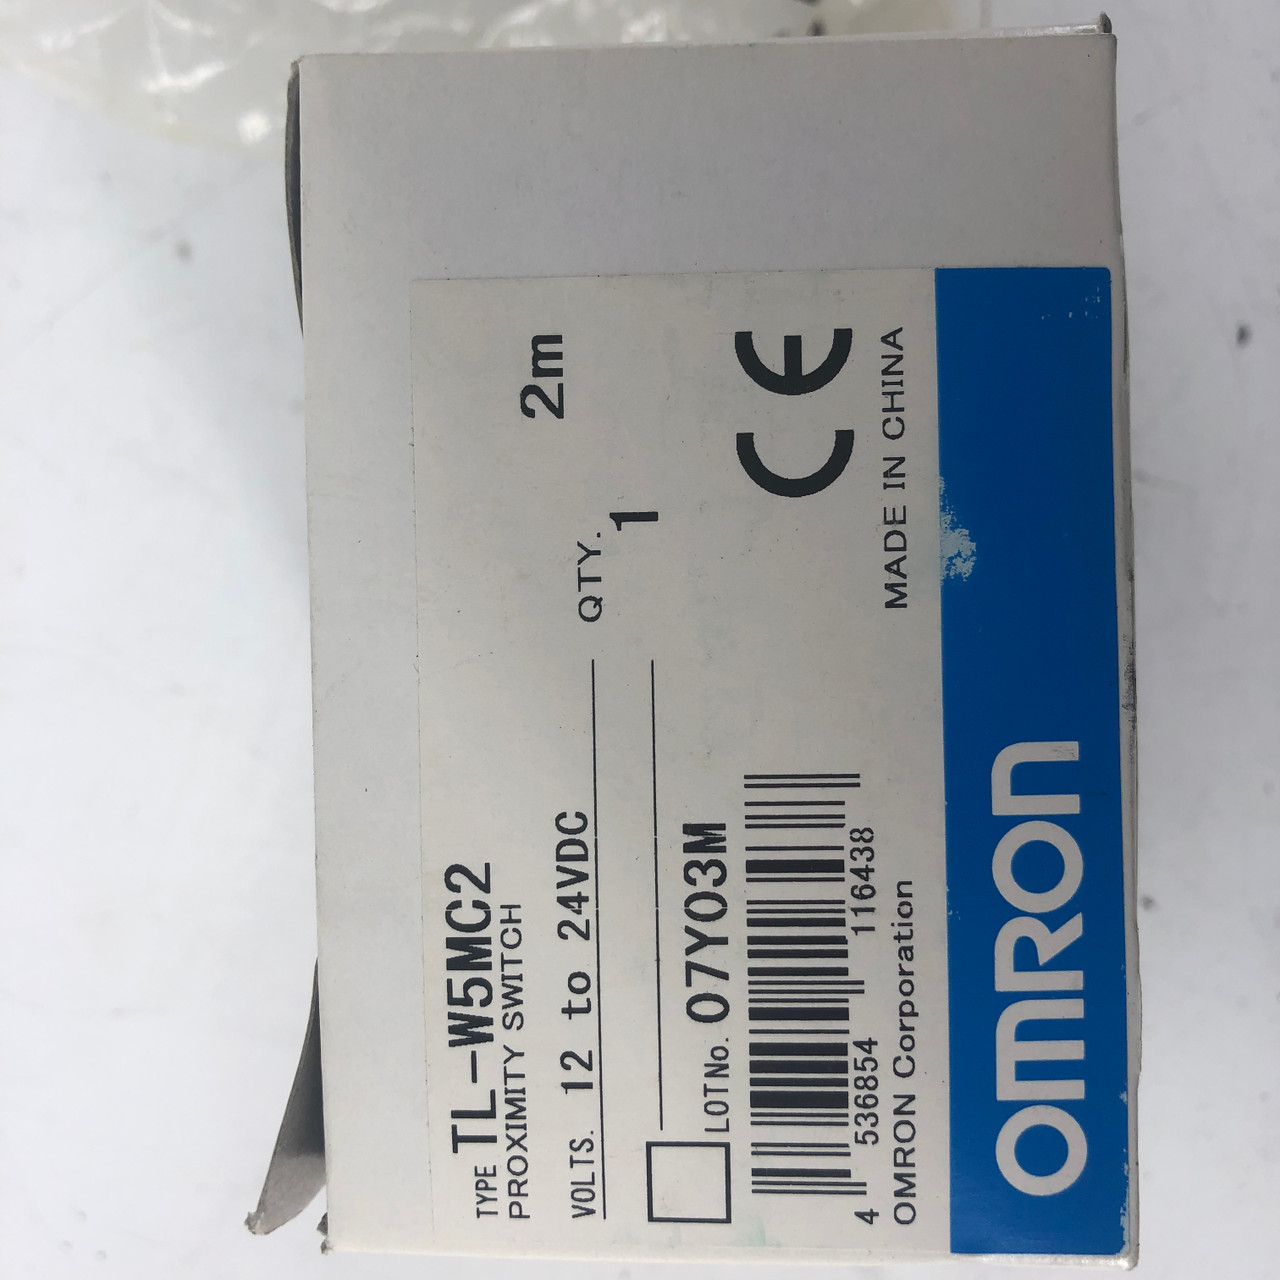 TYPE TL-W5MC2
PROXIMITY SWITCH
2m
VOLTS. 12 to 24VDC
QTY.
1
LOT No. 07Y03M
4 536854 116438
CE
OMRON Corporation MADE IN CHINA
OMRON